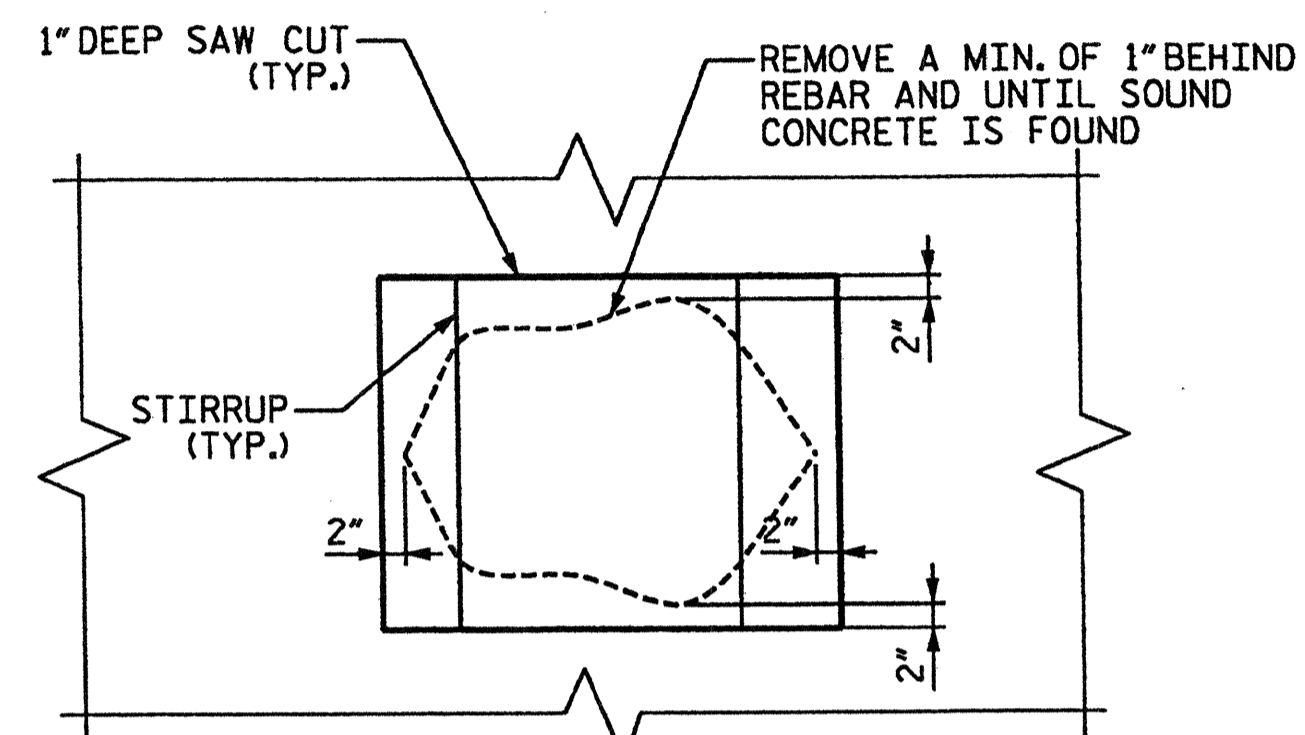 1" DEEP SAW CUT
(TYP.)
REMOVE A MIN. OF 1" BEHIND
REBAR AND UNTIL SOUND
CONCRETE IS FOUND
2"
STIRRUP
(TYP.)
2"
2"
2"